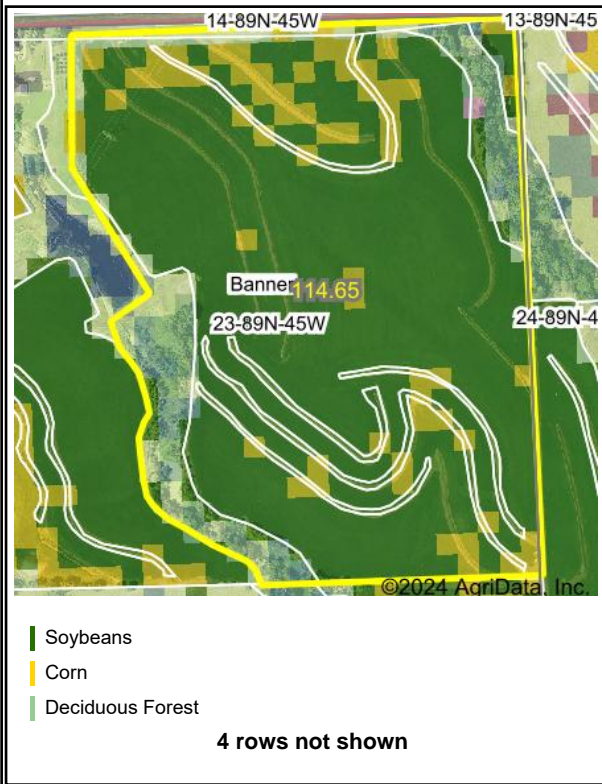 14-89N-45W
13-89N-45
Banner
114.65
23-89N-45W
24-89N-4
©2024 AgriData, Inc.
Soybeans
Corn
Deciduous Forest
4 rows not shown